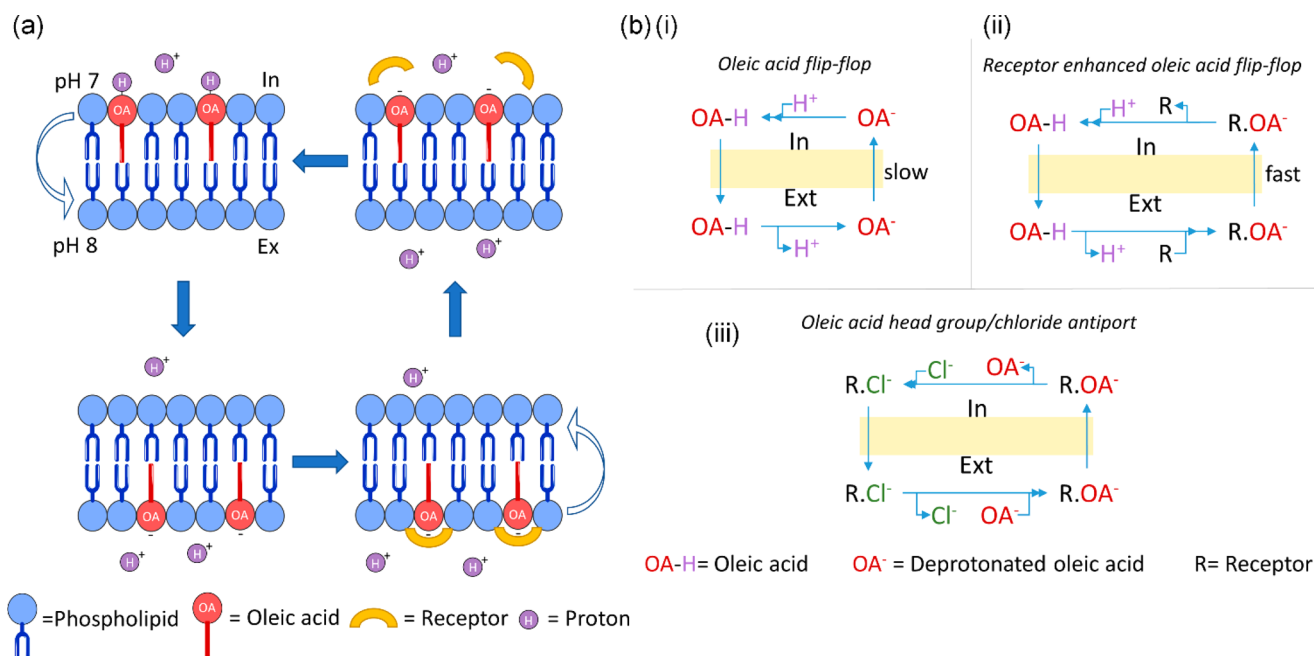 (a)
pH 7
H
H
H+
In
OA
OA
pH 8
Ex
H+
-
-
OA
OA
H+
H+
H+
OA
OA
-
-
H+
H+
H+
OA
OA
-
-
H+
H+
=Phospholipid
OA
= Oleic acid
= Receptor
H
= Proton
(b) (i)
Oleic acid flip-flop
OA-H
H+
OA-
In
slow
Ext
OA-H
H+
OA-
(ii)
Receptor enhanced oleic acid flip-flop
OA-H
H+
R
R.OA-
In
fast
Ext
OA-H
H+
R
R.OA-
(iii)
Oleic acid head group/chloride antiport
R.Cl-
Cl-
OA-
R.OA-
In
Ext
R.Cl-
Cl-
OA-
R.OA-
OA-H= Oleic acid
OA- = Deprotonated oleic acid
R= Receptor